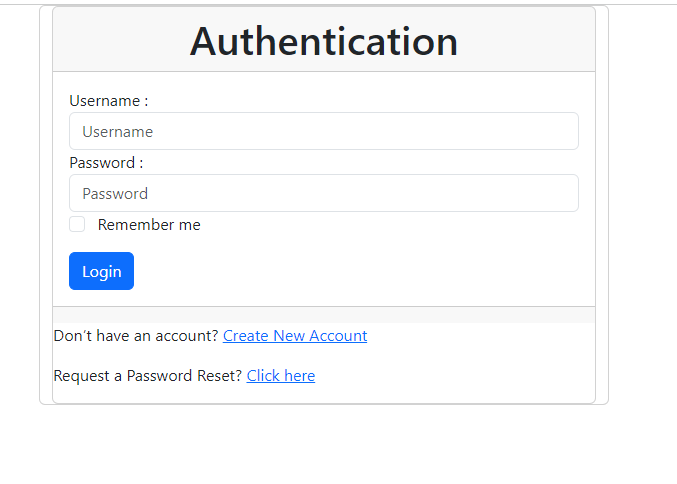 Authentication
Username :
Username
Password :
Password
Remember me
Login
Don't have an account? Create New Account
Request a Password Reset? Click here